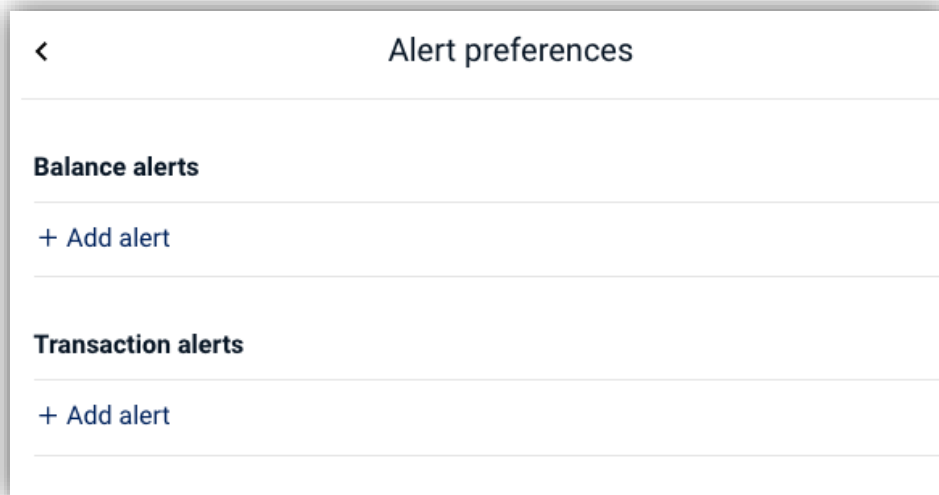 Alert preferences
Balance alerts
+ Add alert
Transaction alerts
+ Add alert